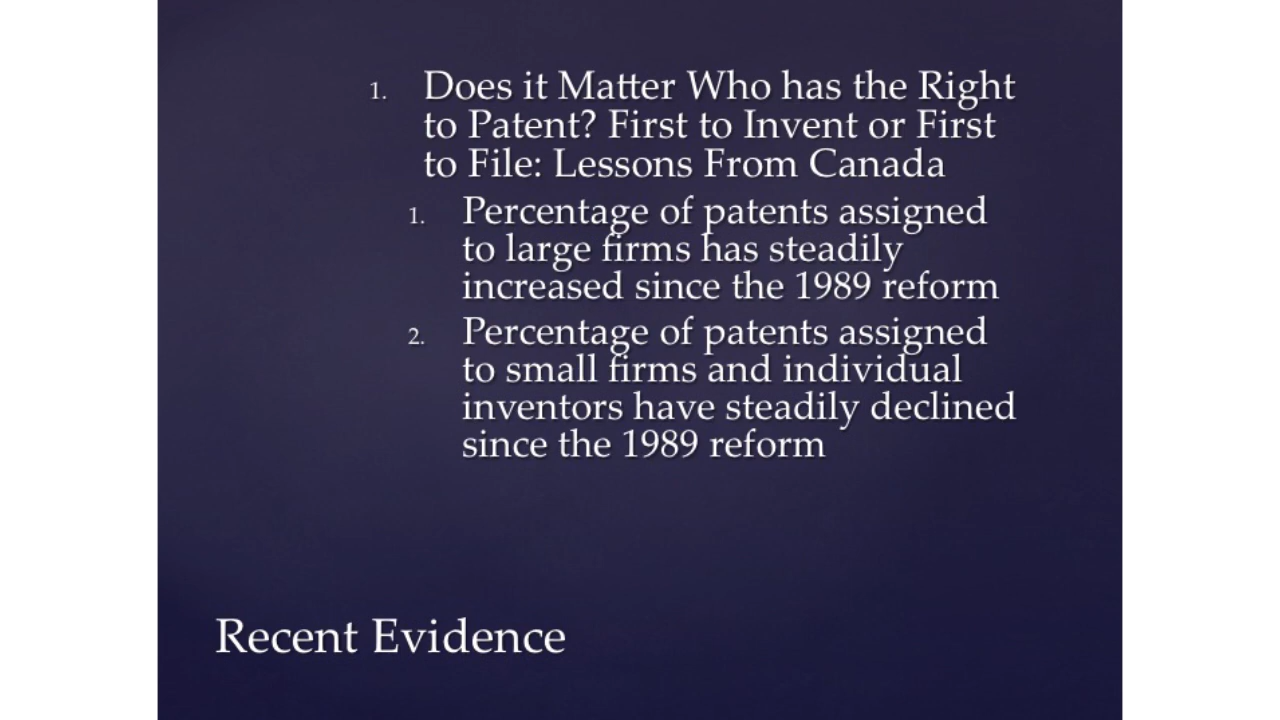 1. Does it Matter Who has the Right
to Patent? First to Invent or First
to File: Lessons From Canada
1. Percentage of patents assigned
to large firms has steadily
increased since the 1989 reform
2. Percentage of patents assigned
to small firms and individual
inventors have steadily declined
since the 1989 reform
Recent Evidence